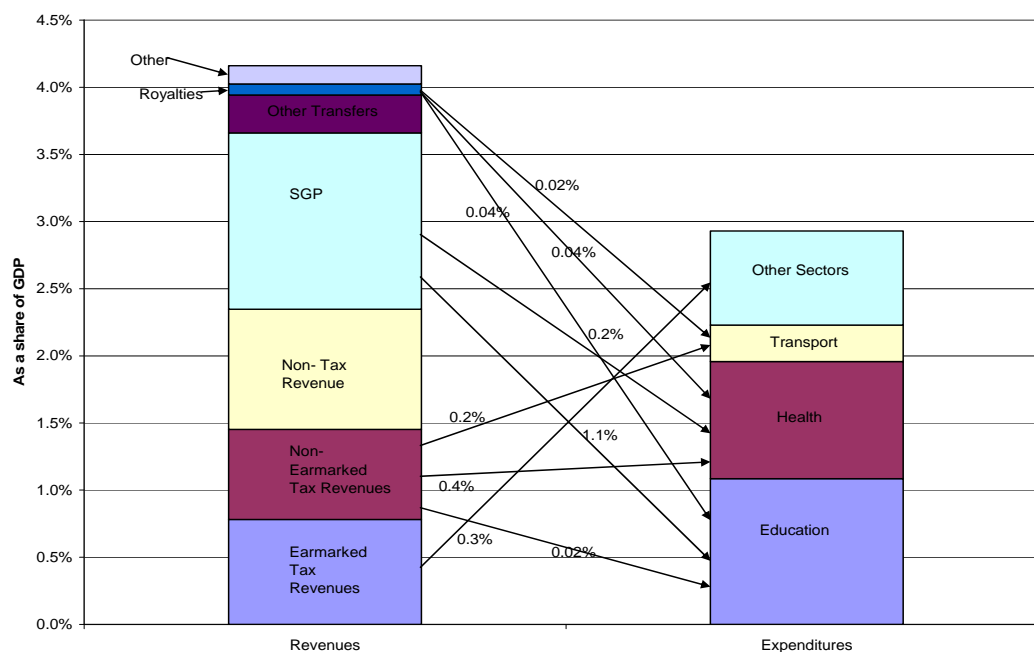 4.5%
4.0%
3.5%
3.0%
2.5%
2.0%
1.5%
1.0%
0.5%
0.0%
As a share of GDP
Other
Royalties
Other Transfers
SGP
Non- Tax
Revenue
Non-
Earmarked
Tax Revenues
Earmarked
Tax
Revenues
0.02%
0.04%
0.04%
0.2%
0.2%
1.1%
0.4%
0.3%
0.02%
Other Sectors
Transport
Health
Education
Revenues
Expenditures